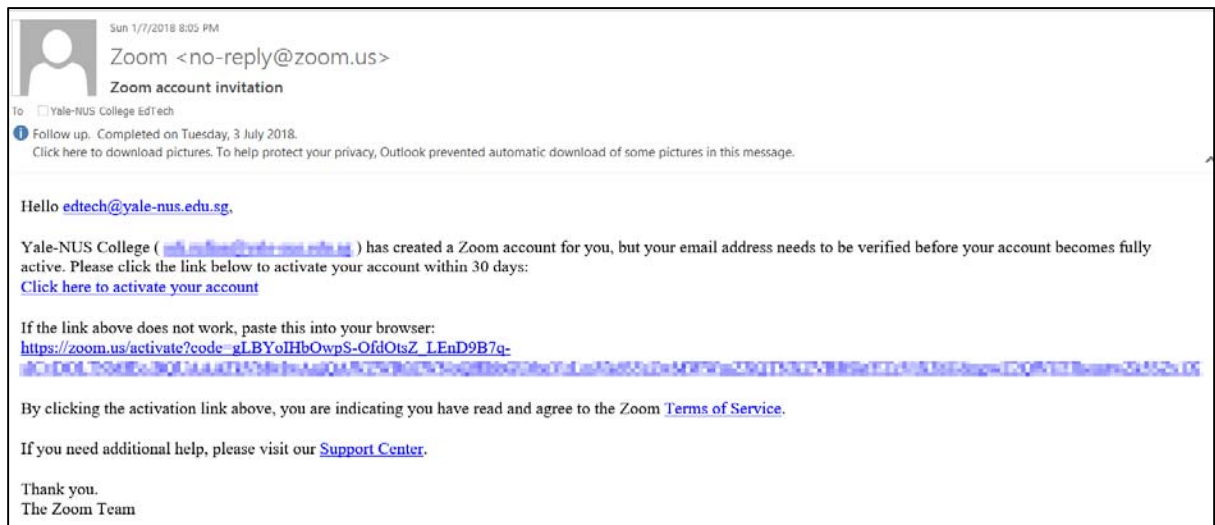 Sun 1/7/2018 8:05 PM
Zoom <no-reply@zoom.us>
Zoom account invitation
To Yale-NUS College EdTech
Follow up. Completed on Tuesday, 3 July 2018.
Click here to download pictures. To help protect your privacy, Outlook prevented automatic download of some pictures in this message.
Hello edtech@yale-nus.edu.sg,
Yale-NUS College ( ) has created a Zoom account for you, but your email address needs to be verified before your account becomes fully
active. Please click the link below to activate your account within 30 days:
Click here to activate your account
If the link above does not work, paste this into your browser:
https://zoom.us/activate?code=gLBYoIHbOwpS-OfdOtsZ_LEnD9B7q-
By clicking the activation link above, you are indicating you have read and agree to the Zoom Terms of Service.
If you need additional help, please visit our Support Center.
Thank you.
The Zoom Team